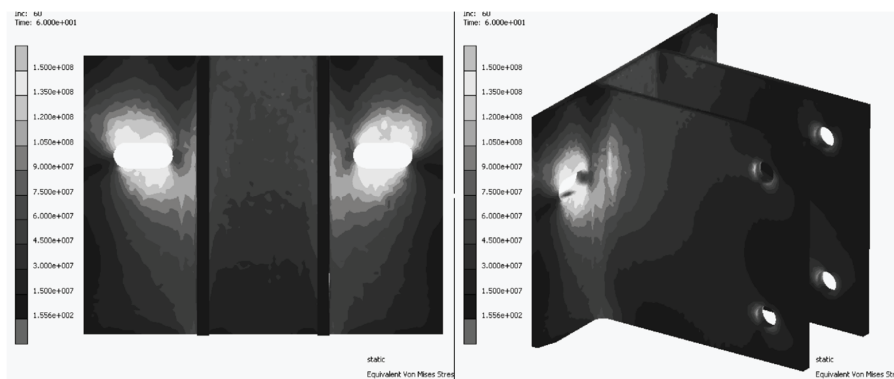 Inc: 60
Time: 6.000e+001
1.500e+008
1.350e+008
1.200e+008
1.050e+008
9.000e+007
7.500e+007
6.000e+007
4.500e+007
3.000e+007
1.500e+007
1.556e+002
static
Equivalent Von Mises Stres
Inc: 60
Time: 6.000e+001
1.500e+008
1.350e+008
1.200e+008
1.050e+008
9.000e+007
7.500e+007
6.000e+007
4.500e+007
3.000e+007
1.500e+007
1.556e+002
static
Equivalent Von Mises Stre